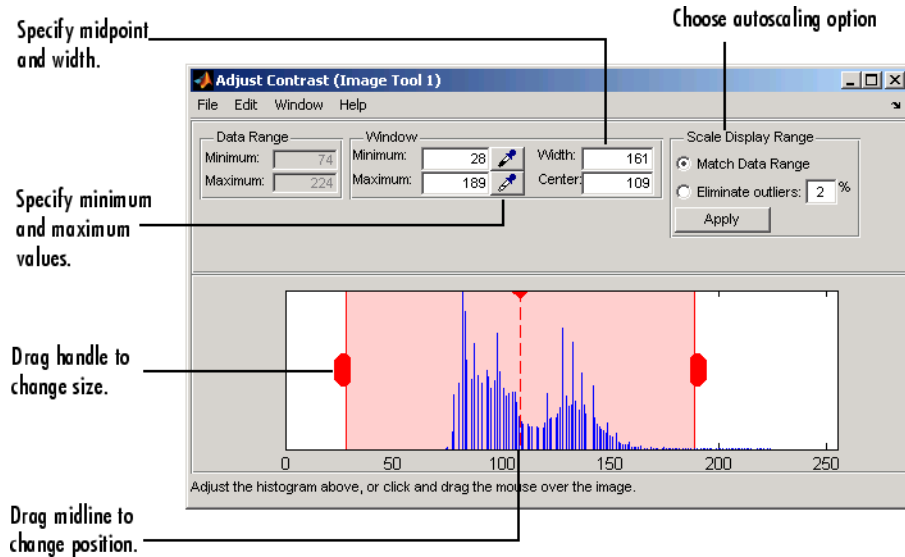 Choose autoscaling option
Specify midpoint
and width.
Adjust Contrast (Image Tool 1)
File Edit Window Help
Data Range
Minimum: 74
Maximum: 224
Window
Minimum: 28
Maximum: 189
Width: 161
Center: 109
Scale Display Range
Match Data Range
Eliminate outliers: 2 %
Apply
Specify minimum
and maximum
values.
Drag handle to
change size.
0 50 100 150 200 250
Adjust the histogram above, or click and drag the mouse over the image.
Drag midline to
change position.